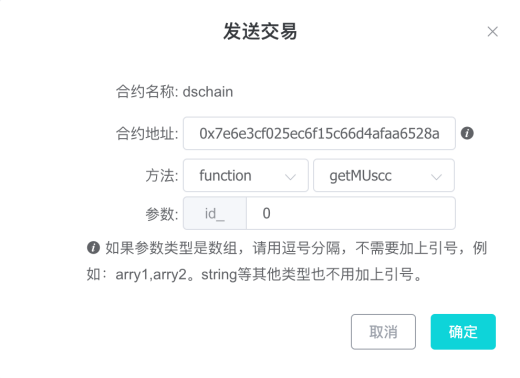 发送交易
合约名称: dschain
合约地址: 0x7e6e3cf025ec6f15c66d4afaa6528a
方法: function getMUscc
参数: id_ 0
如果参数类型是数组，请用逗号分隔，不需要加上引号，例
如：arry1,arry2。string等其他类型也不用加上引号。
取消 确定